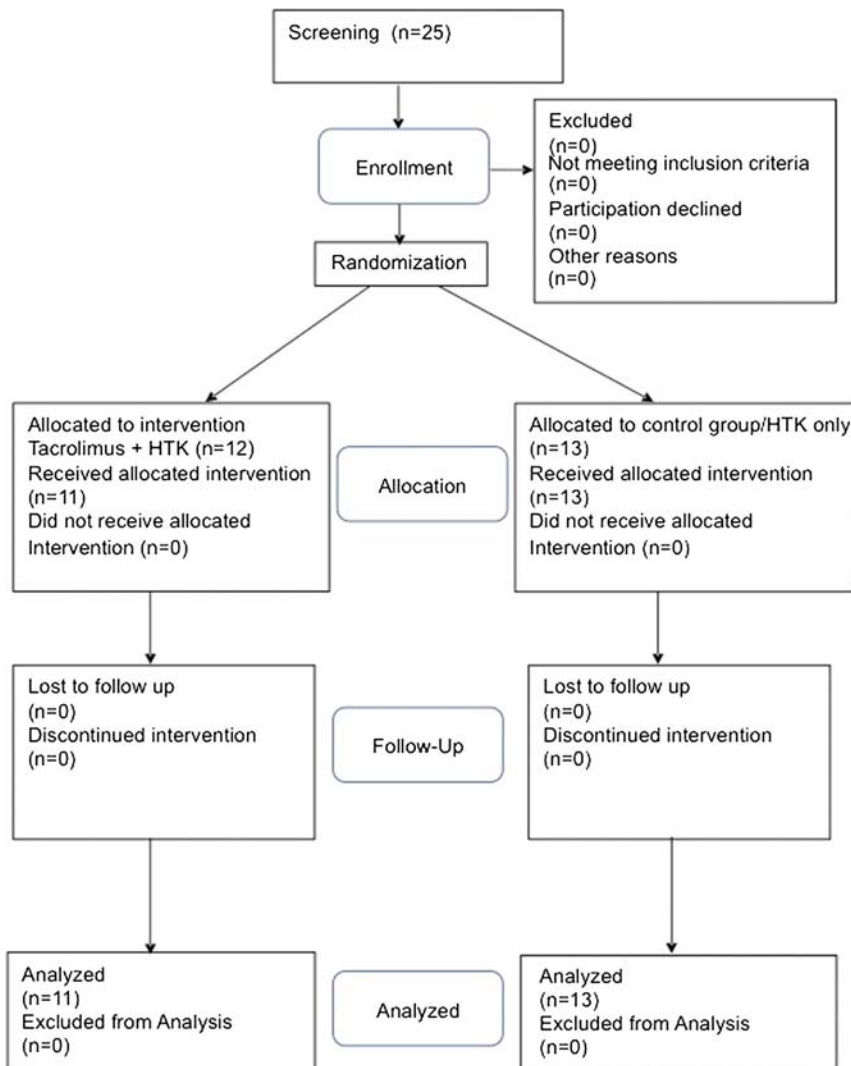 Screening (n=25)
Enrollment
Excluded
(n=0)
Not meeting inclusion criteria
(n=0)
Participation declined
(n=0)
Other reasons
(n=0)
Randomization
Allocated to intervention
Tacrolimus + HTK (n=12)
Received allocated intervention
(n=11)
Did not receive allocated
Intervention (n=0)
Allocation
Allocated to control group/HTK only
(n=13)
Received allocated intervention
(n=13)
Did not receive allocated
Intervention (n=0)
Lost to follow up
(n=0)
Discontinued intervention
(n=0)
Follow-Up
Lost to follow up
(n=0)
Discontinued intervention
(n=0)
Analyzed
(n=11)
Excluded from Analysis
(n=0)
Analyzed
Analyzed
(n=13)
Excluded from Analysis
(n=0)